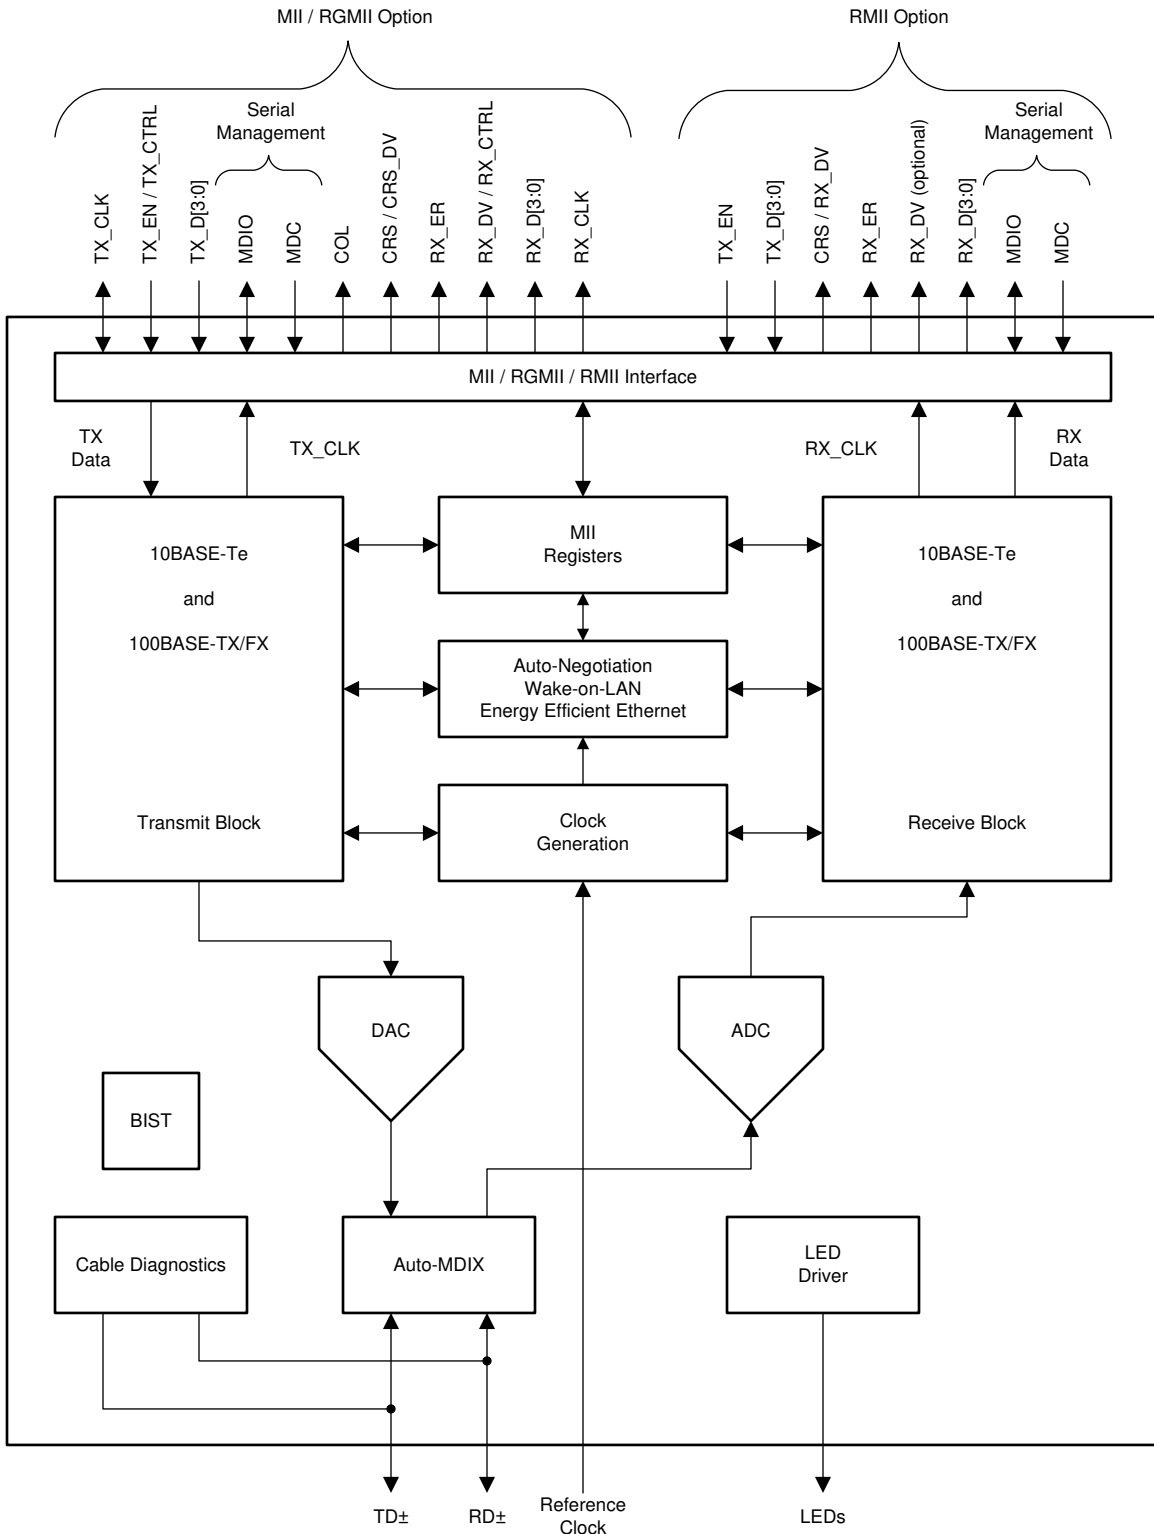 MII / RGMII Option
RMII Option
Serial
Management
Serial
Management
TX_CLK
TX_EN / TX_CTRL
TX_D[3:0]
MDIO
MDC
COL
CRS / CRS_DV
RX_ER
RX_DV / RX_CTRL
RX_D[3:0]
RX_CLK
TX_EN
TX_D[3:0]
CRS / RX_DV
RX_ER
RX_DV (optional)
RX_D[3:0]
MDIO
MDC
MII / RGMII / RMII Interface
TX
Data
TX_CLK
RX_CLK
RX
Data
10BASE-Te
and
100BASE-TX/FX
Transmit Block
MII
Registers
Auto-Negotiation
Wake-on-LAN
Energy Efficient Ethernet
Clock
Generation
10BASE-Te
and
100BASE-TX/FX
Receive Block
DAC
ADC
BIST
Cable Diagnostics
Auto-MDIX
LED
Driver
TD±
RD±
Reference
Clock
LEDs